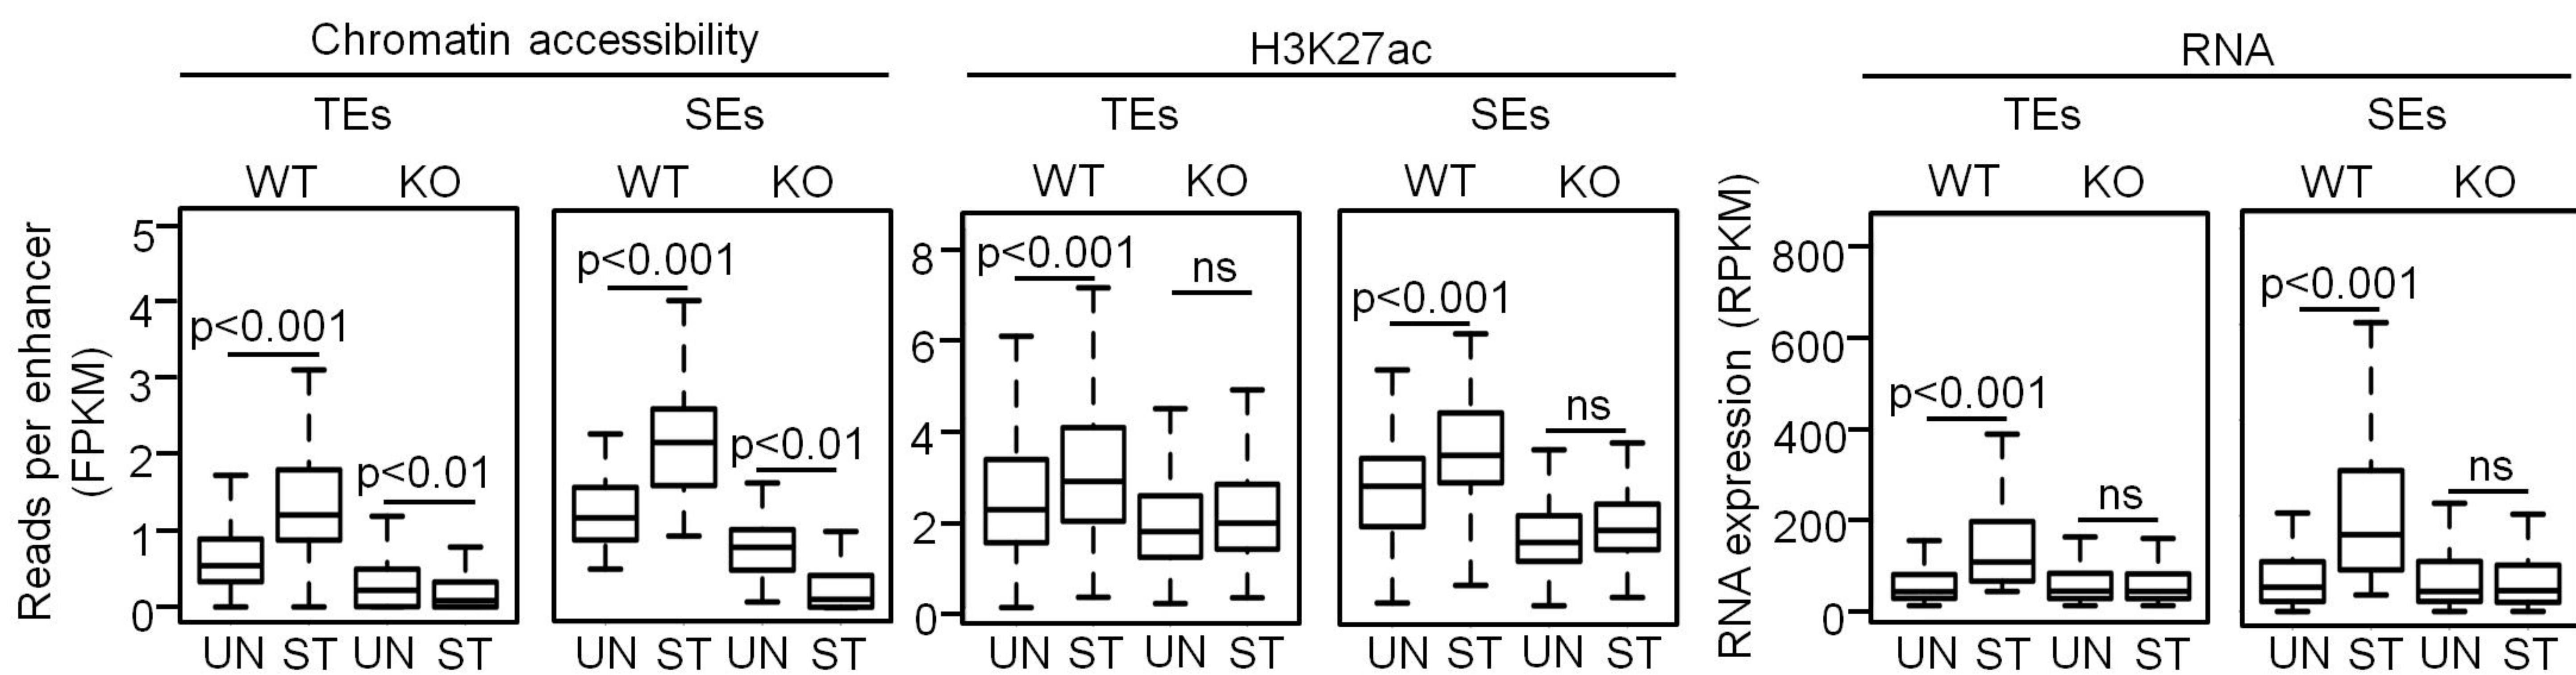 Chromatin accessibility
H3K27ac
RNA
TEs SEs TEs SEs TEs SEs
WT KO WT KO WT KO WT KO WT KO WT KO
Reads per enhancer
(FPKM)
5
4
3
2
1
0
p<0.001
p<0.01
p<0.001
p<0.01
8
6
4
2
0
p<0.001
ns
p<0.001
ns
RNA expression (RPKM)
800
600
400
200
0
p<0.001
ns
p<0.001
ns
UN ST UN ST UN ST UN ST UN ST UN ST UN ST UN ST UN ST UN ST UN ST UN ST